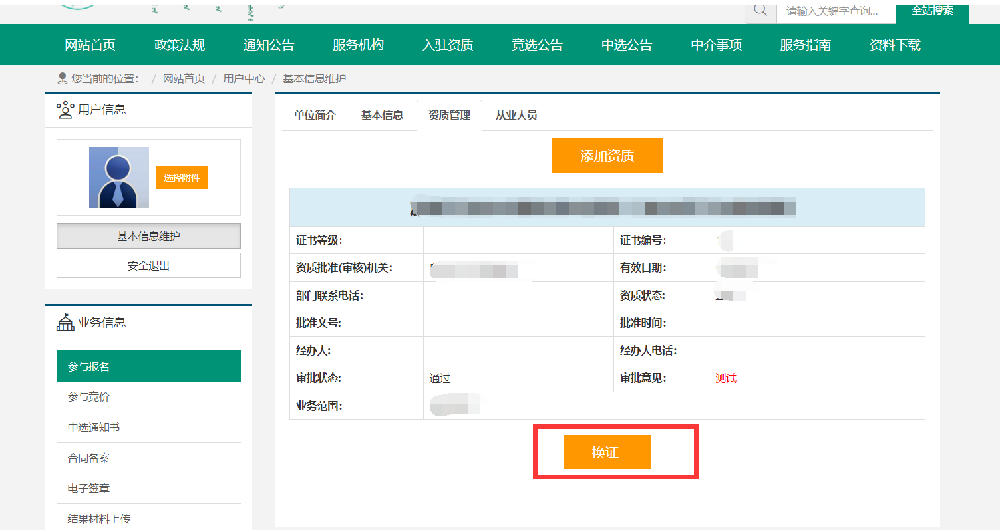 请输入关键字查询... 全站搜索
网站首页 政策法规 通知公告 服务机构 入驻资质 竞选公告 中选公告 中介事项 服务指南 资料下载
您当前的位置： / 网站首页 / 用户中心 / 基本信息维护
用户信息
选择附件
基本信息维护
安全退出
业务信息
参与报名
参与竞价
中选通知书
合同备案
电子签章
结果材料上传
单位简介 基本信息 资质管理 从业人员
添加资质
证书等级: 证书编号:
资质批准(审核)机关: 有效日期:
部门联系电话: 资质状态:
批准文号: 批准时间:
经办人: 经办人电话:
审批状态: 通过 审批意见: 测试
业务范围:
换证